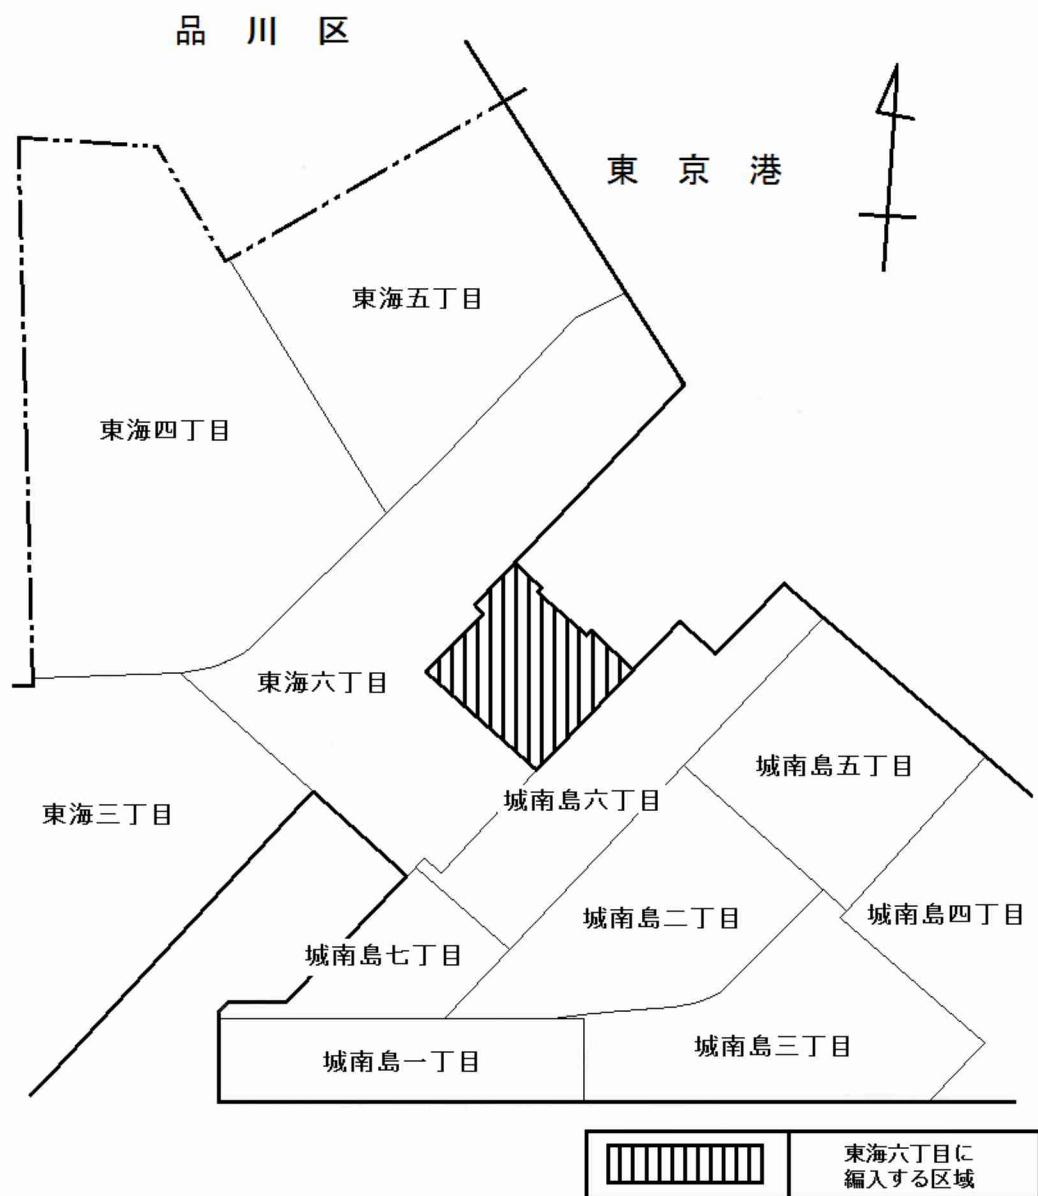 品川区
東京港
東海五丁目
東海四丁目
東海六丁目
城南島五丁目
城南島六丁目
東海三丁目
城南島二丁目
城南島四丁目
城南島七丁目
城南島三丁目
城南島一丁目
東海六丁目に
編入する区域